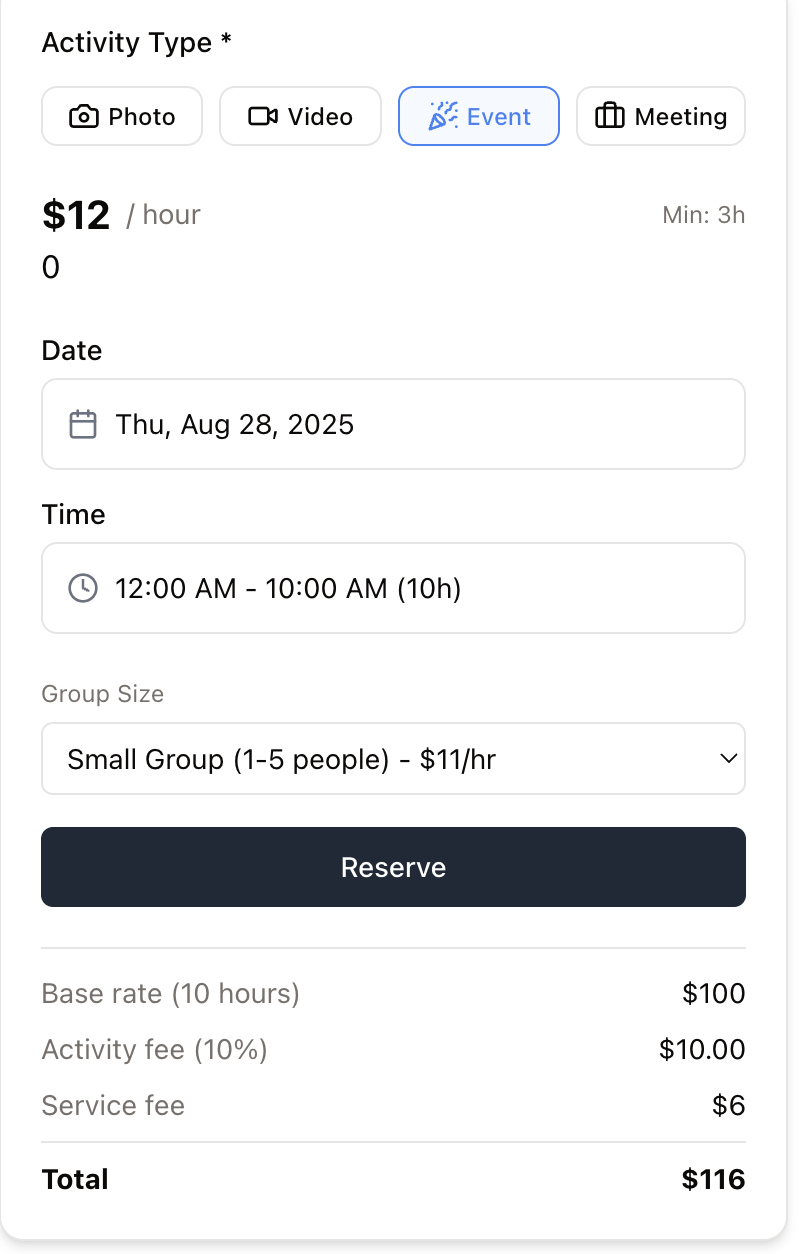 Activity Type *
Photo Video Event Meeting
$12 / hour Min: 3h
0
Date
Thu, Aug 28, 2025
Time
12:00 AM - 10:00 AM (10h)
Group Size
Small Group (1-5 people) - $11/hr
Reserve
Base rate (10 hours) $100
Activity fee (10%) $10.00
Service fee $6
Total $116